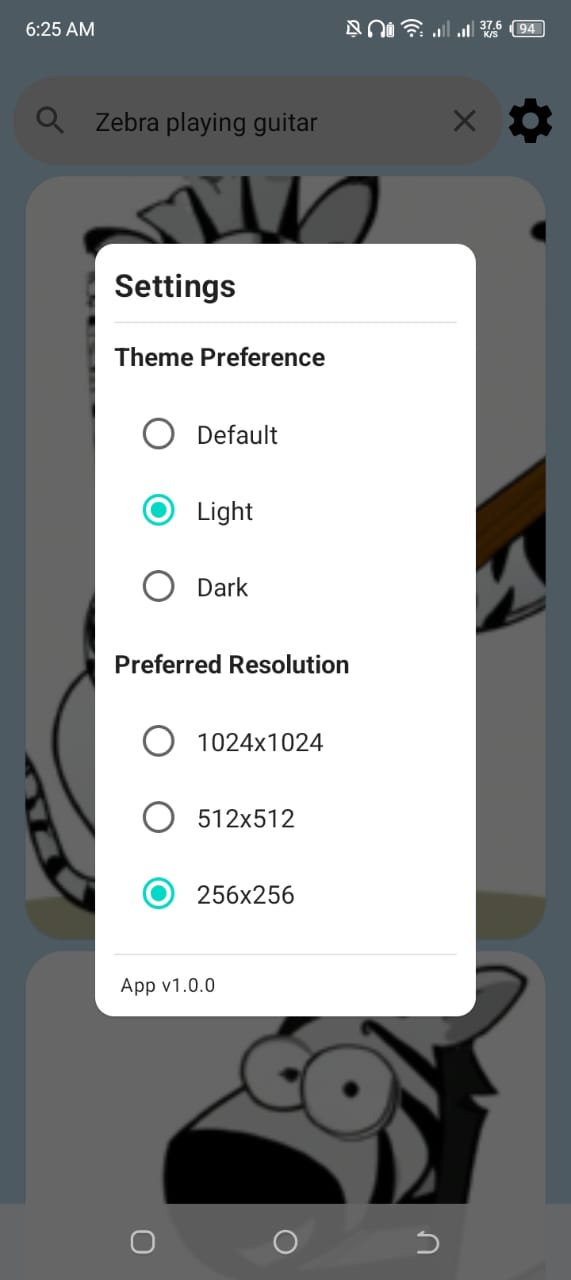 6:25 AM
37.6
K/S
94
Zebra playing guitar
Settings
Theme Preference
Default
Light
Dark
Preferred Resolution
1024x1024
512x512
256x256
App v1.0.0